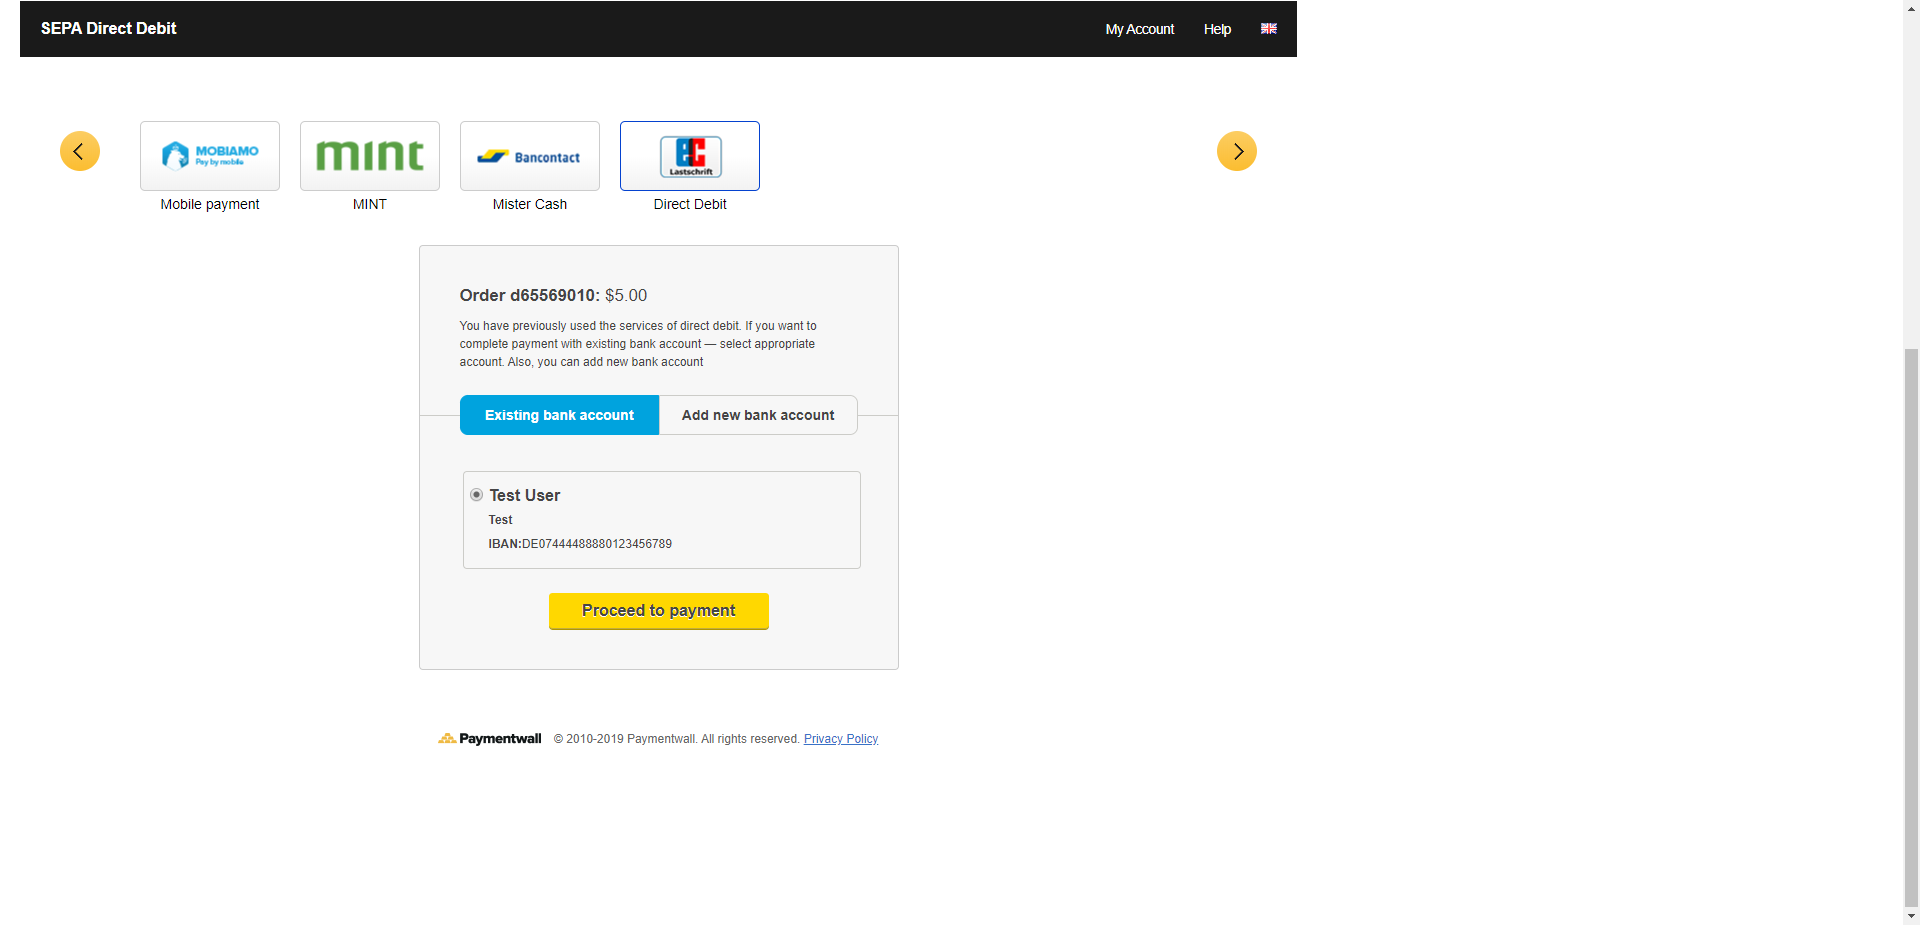 SEPA Direct Debit
My Account
Help
MOBIAMO
Pay by mobile
mint
Bancontact
EC
Lastschrift
Mobile payment
MINT
Mister Cash
Direct Debit
Order d65569010: $5.00
You have previously used the services of direct debit. If you want to
complete payment with existing bank account — select appropriate
account. Also, you can add new bank account
Existing bank account
Add new bank account
Test User
Test
IBAN:DE07444488880123456789
Proceed to payment
Paymentwall © 2010-2019 Paymentwall. All rights reserved. Privacy Policy